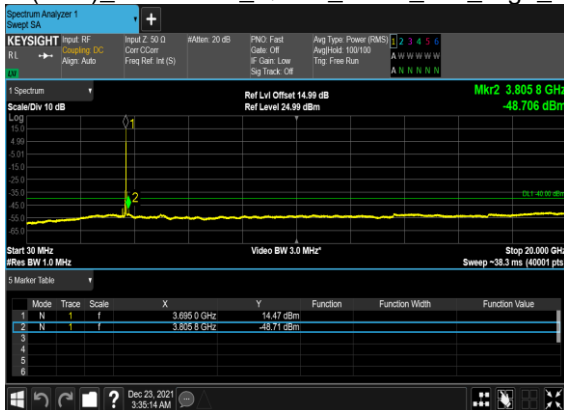 Spectrum Analyzer 1
Swept SA
KEYSIGHT Input: RF Input Z: 50 Ω #Atten: 20 dB PNO: Fast Avg Type: Power (RMS) 1 2 3 4 5 6
RL Coupling: DC Corr CCorr Gate: Off Avg|Hold: 100/100 A W W W W W
Align: Auto Freq Ref: Int (S) IF Gain: Low Trig: Free Run
Sig Track: Off A N N N N N
1 Spectrum Ref Lvl Offset 14.99 dB Mkr2 3.805 8 GHz
Scale/Div 10 dB Ref Level 24.99 dBm -48.706 dBm
Log
15.0
4.99
-5.01
-15.0
-25.0
-35.0
-45.0
-55.0
-65.0
1
2
DL1 -40.00 dBm
Start 30 MHz Video BW 3.0 MHz* Stop 20.000 GHz
#Res BW 1.0 MHz Sweep ~38.3 ms (40001 pts)
5 Marker Table
Mode Trace Scale X Y Function Function Width Function Value
1 N 1 f 3.695 0 GHz 14.47 dBm
2 N 1 f 3.805 8 GHz -48.71 dBm
3
4
5
6
? Dec 23, 2021
3:35:14 AM